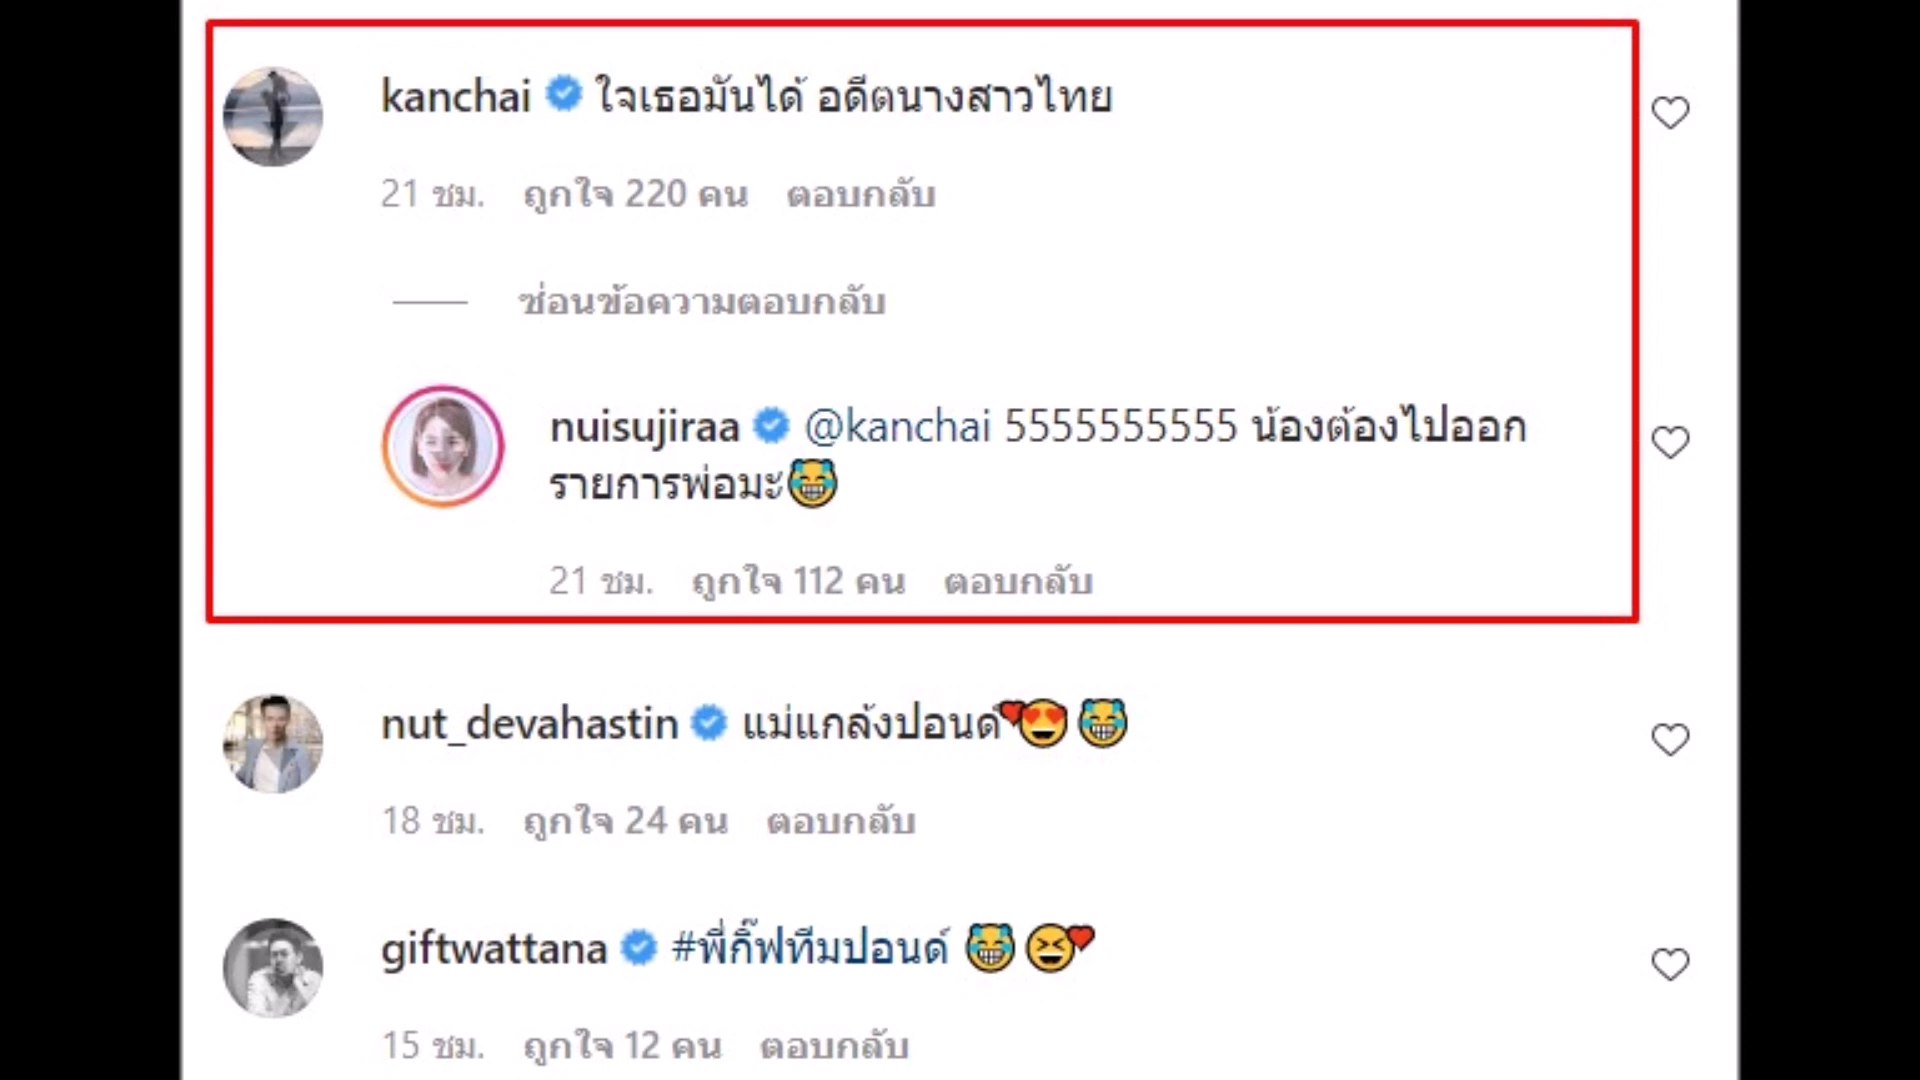 kanchai ใจเธอมันได้ อดีตนางสาวไทย
21 ชม. ถูกใจ 220 คน ตอบกลับ
ซ่อนข้อความตอบกลับ
nuisujiraa @kanchai 5555555555 น้องต้องไปออก
รายการพ่อมะ😹
21 ชม. ถูกใจ 112 คน ตอบกลับ
nut_devahastin แม่แกล้งปอนด์😍😹
18 ชม. ถูกใจ 24 คน ตอบกลับ
giftwattana #พี่กิ๊ฟทีมปอนด์ 😹😆❤
15 ชม. ถูกใจ 12 คน ตอบกลับ